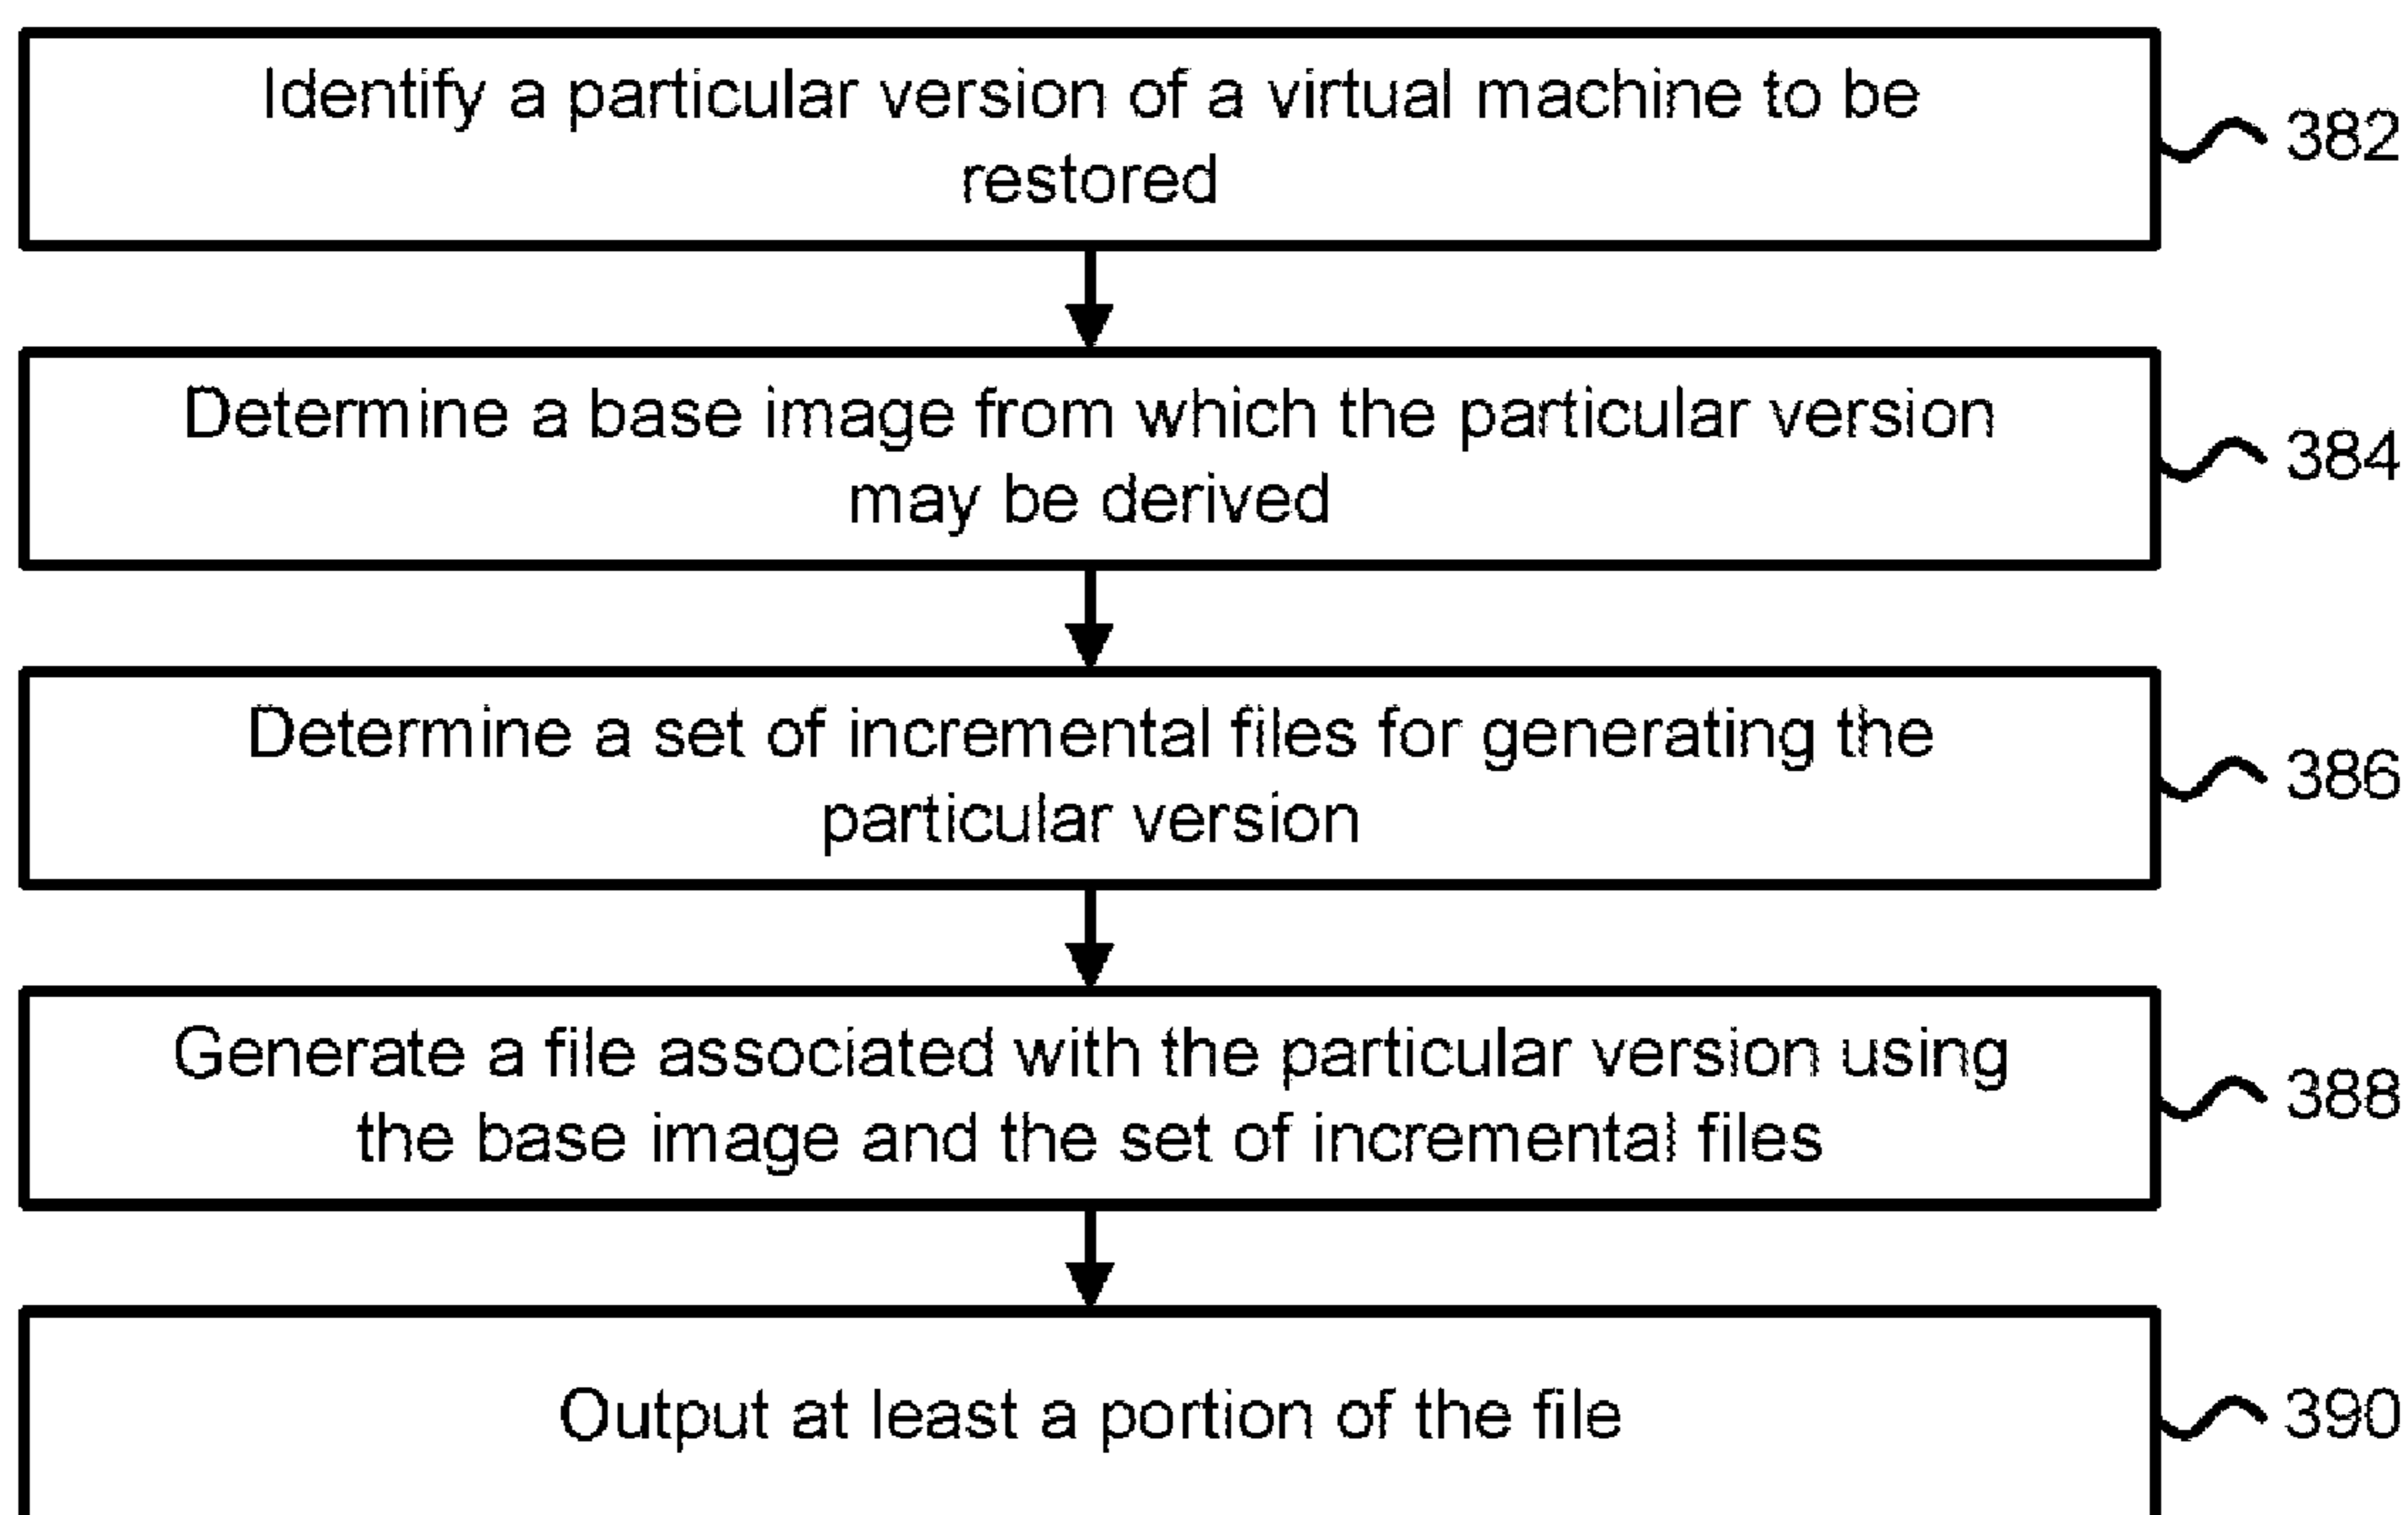 Identify a particular version of a virtual machine to be
restored
382
Determine a base image from which the particular version
may be derived
384
Determine a set of incremental files for generating the
particular version
386
Generate a file associated with the particular version using
the base image and the set of incremental files
388
Output at least a portion of the file
390